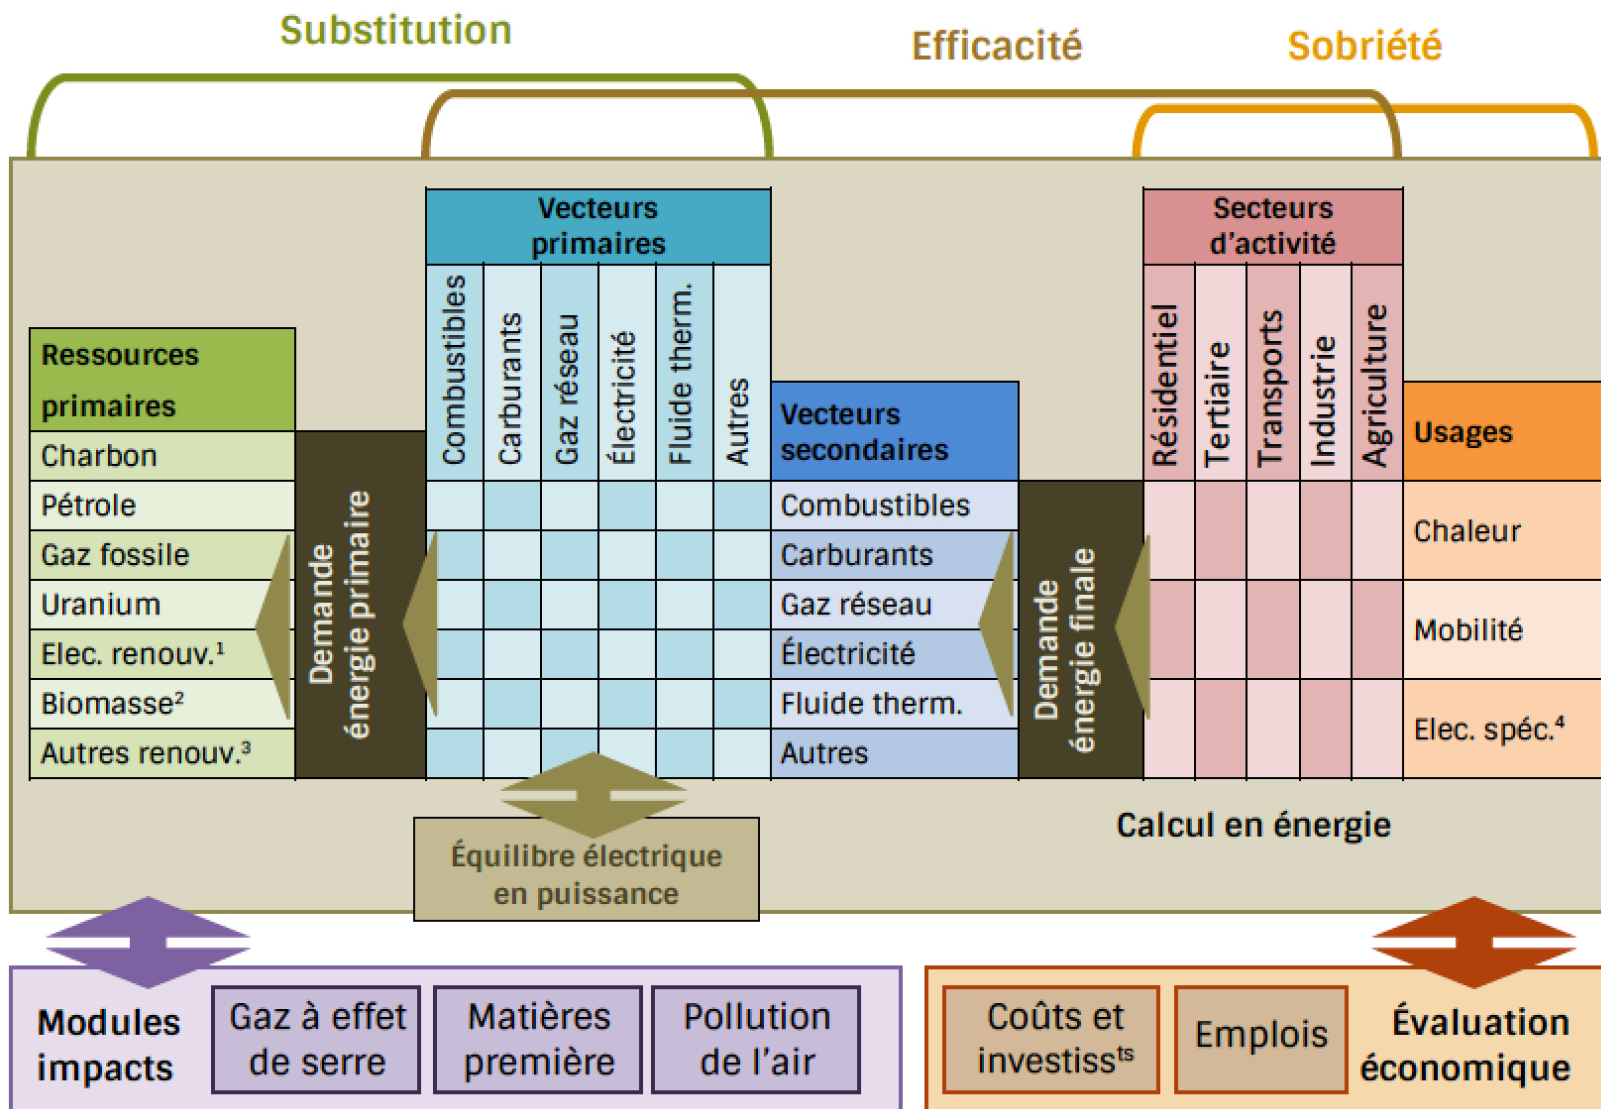 Substitution
Efficacité
Sobriété
Vecteurs
primaires
Secteurs
d'activité
Combustibles
Carburants
Gaz réseau
Électricité
Fluide therm.
Autres
Résidentiel
Tertiaire
Transports
Industrie
Agriculture
Ressources
primaires
Charbon
Pétrole
Gaz fossile
Uranium
Elec. renouv.¹
Biomasse²
Autres renouv.³
Demande
énergie primaire
Vecteurs
secondaires
Combustibles
Carburants
Gaz réseau
Électricité
Fluide therm.
Autres
Demande
énergie finale
Usages
Chaleur
Mobilité
Elec. spéc.⁴
Équilibre électrique
en puissance
Calcul en énergie
Modules
impacts
Gaz à effet
de serre
Matières
première
Pollution
de l'air
Coûts et
investissᵗˢ
Emplois
Évaluation
économique